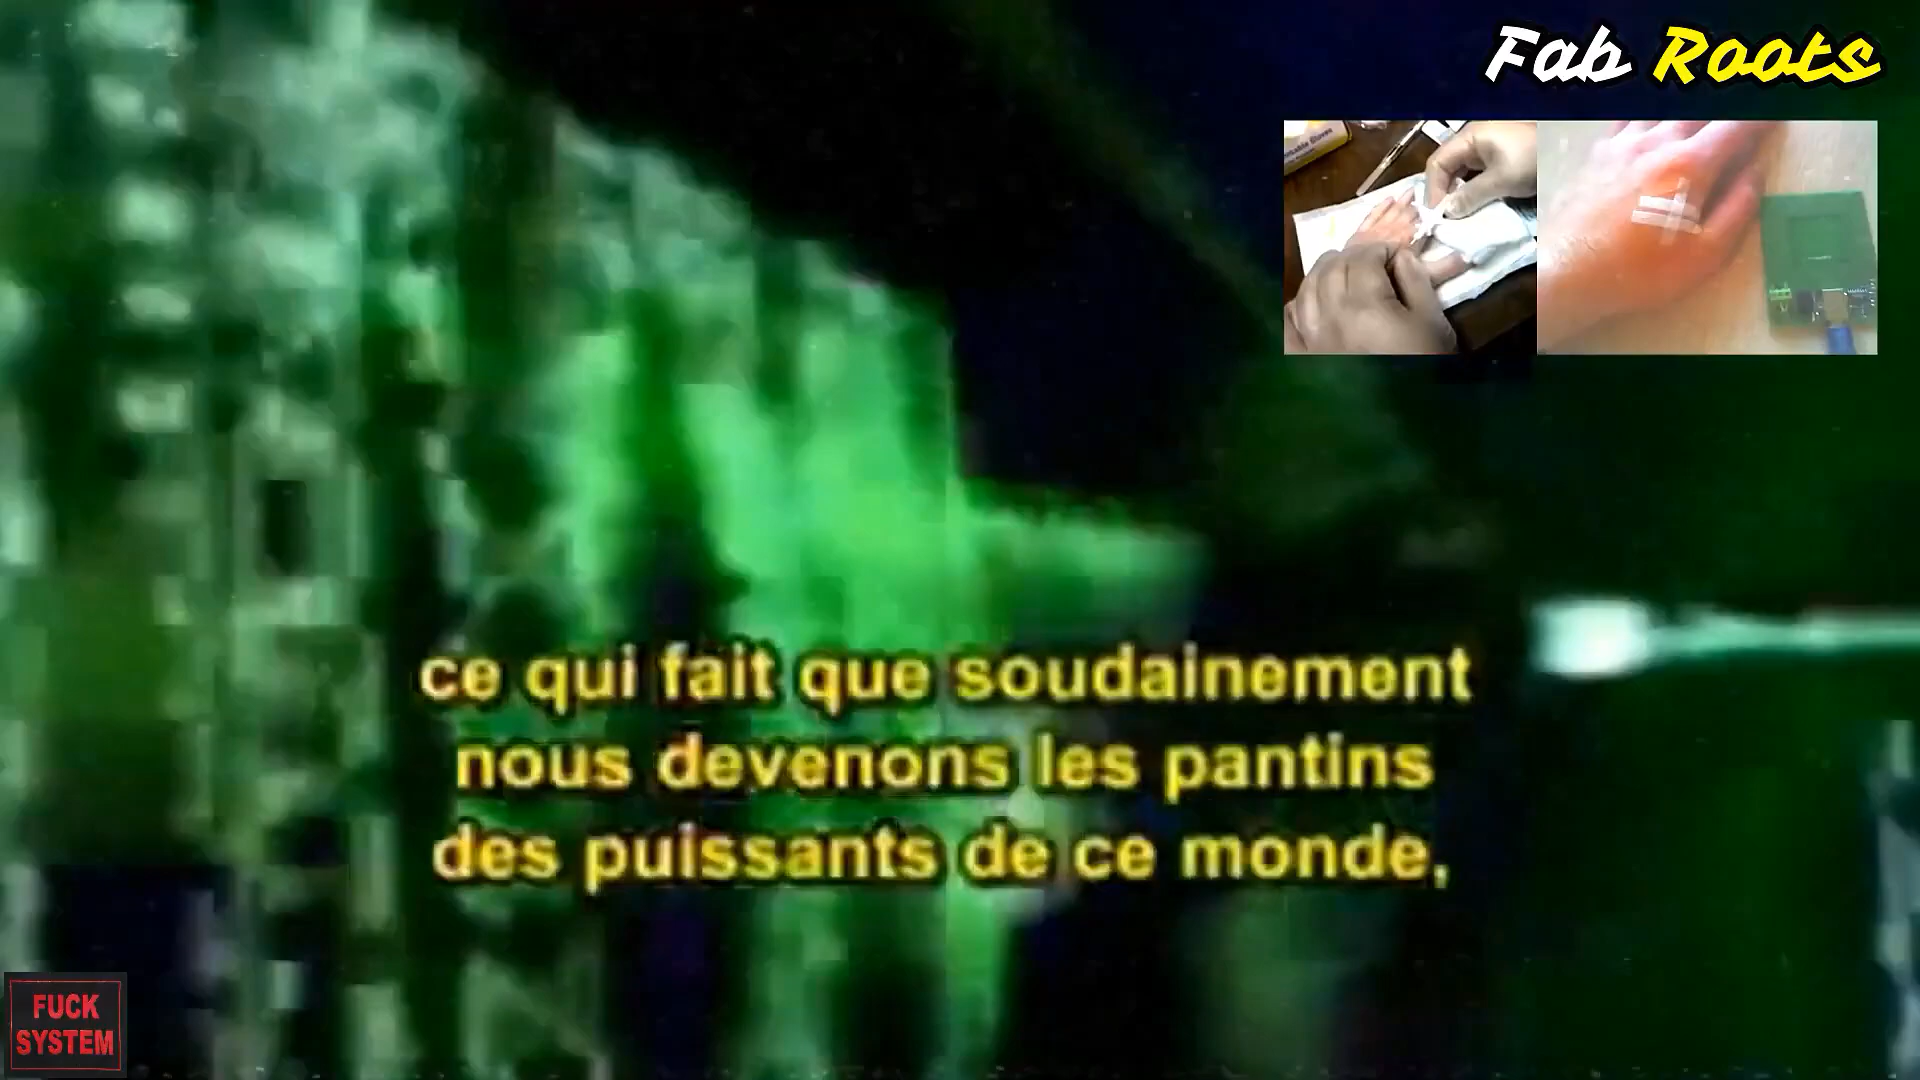 Fab Roots
ce qui fait que soudainement
nous devenons les pantins
des puissants de ce monde,
FUCK
SYSTEM